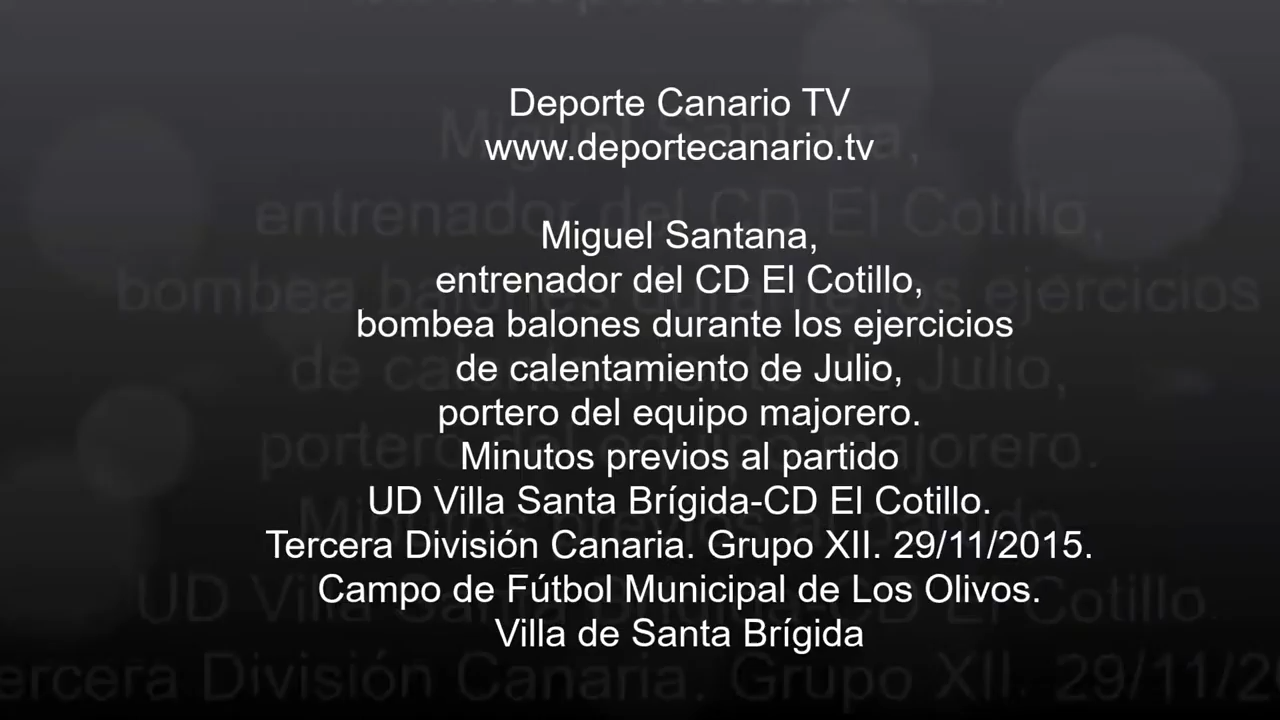 Deporte Canario TV
www.deportecanario.tv
Miguel Santana,
entrenador del CD El Cotillo,
bombea balones durante los ejercicios
de calentamiento de Julio,
portero del equipo majorero.
Minutos previos al partido
UD Villa Santa Brígida-CD El Cotillo.
Tercera División Canaria. Grupo XII. 29/11/2015.
Campo de Fútbol Municipal de Los Olivos.
Villa de Santa Brígida